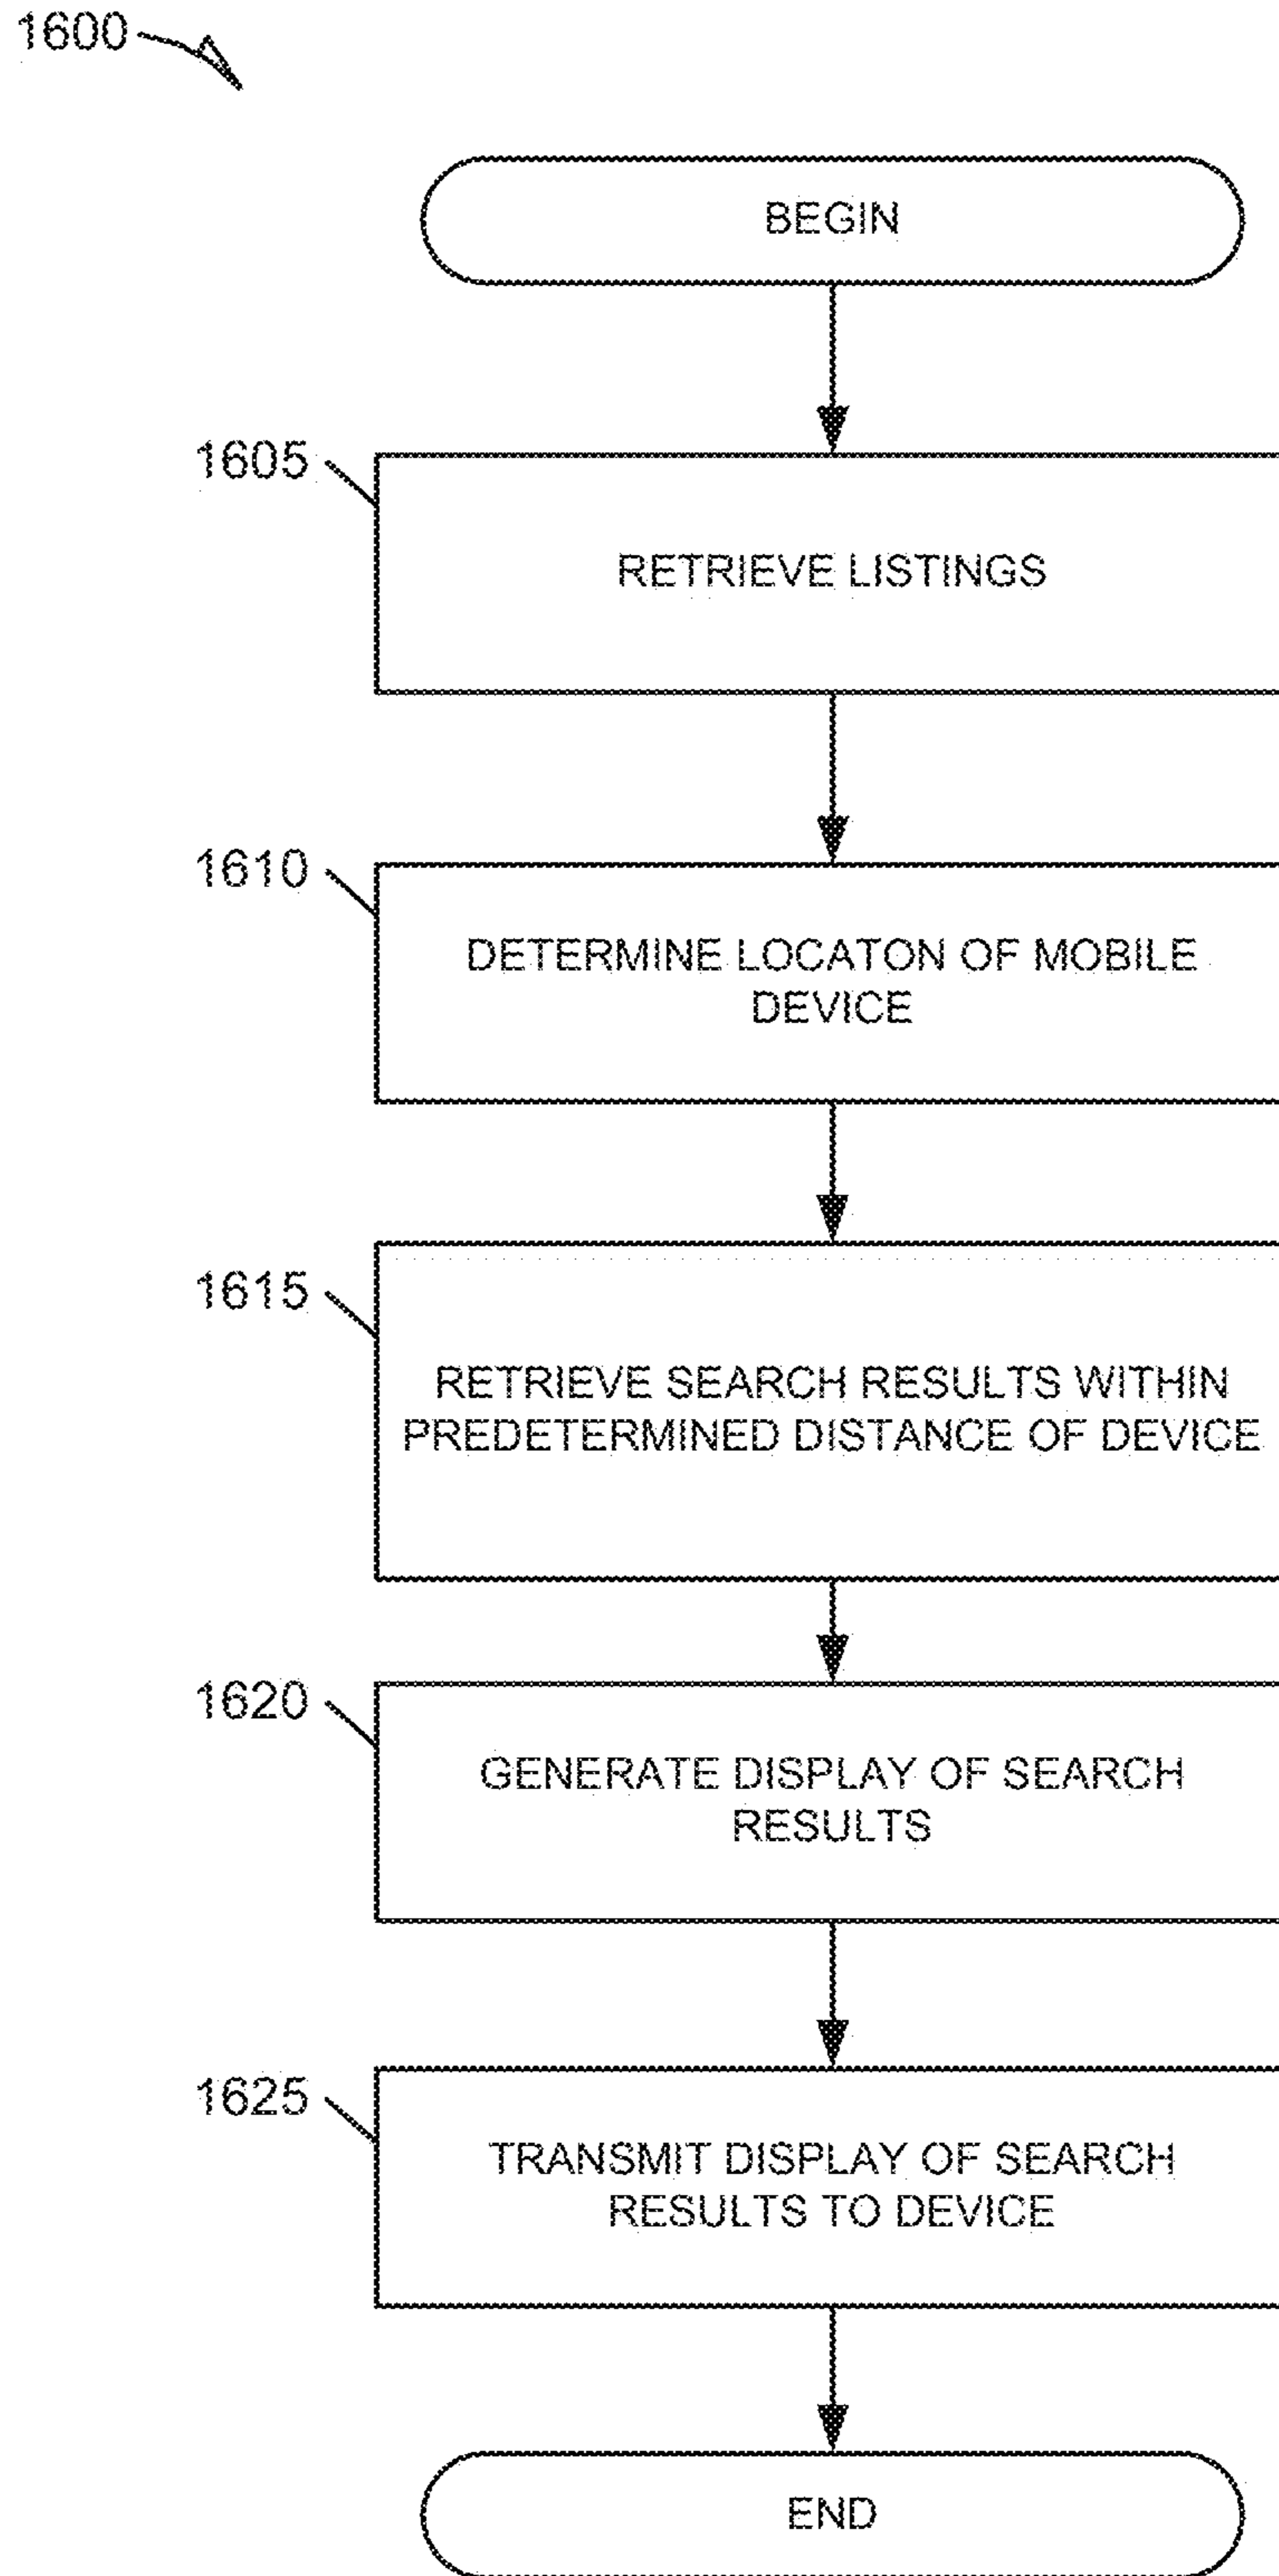 1600
BEGIN
1605
RETRIEVE LISTINGS
1610
DETERMINE LOCATON OF MOBILE
DEVICE
1615
RETRIEVE SEARCH RESULTS WITHIN
PREDETERMINED DISTANCE OF DEVICE
1620
GENERATE DISPLAY OF SEARCH
RESULTS
1625
TRANSMIT DISPLAY OF SEARCH
RESULTS TO DEVICE
END